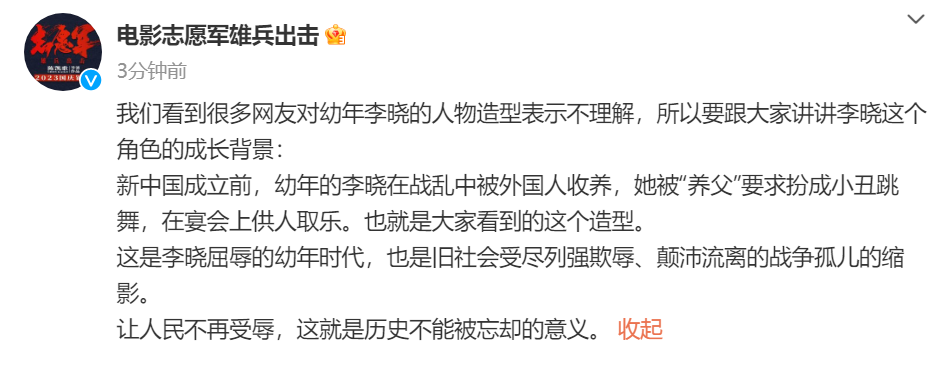 电影志愿军雄兵出击
3分钟前
我们看到很多网友对幼年李晓的人物造型表示不理解，所以要跟大家讲讲李晓这个
角色的成长背景：
新中国成立前，幼年的李晓在战乱中被外国人收养，她被“养父”要求扮成小丑跳
舞，在宴会上供人取乐。也就是大家看到的这个造型。
这是李晓屈辱的幼年时代，也是旧社会受尽列强欺辱、颠沛流离的战争孤儿的缩
影。
让人民不再受辱，这就是历史不能被忘却的意义。 收起
志愿军
V